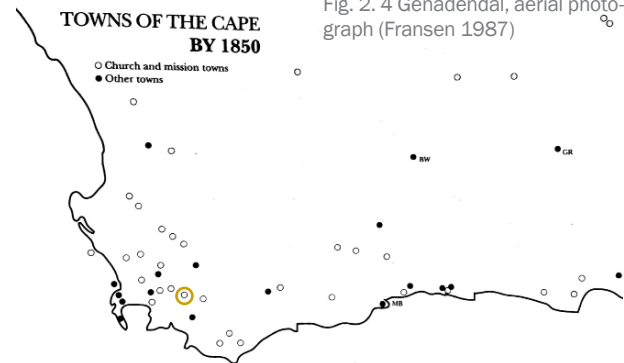 Fig. 2. 4 Genadendal, aerial photo-
graph (Fransen 1987)
TOWNS OF THE CAPE
BY 1850
Church and mission towns
Other towns
BW
GR
MB